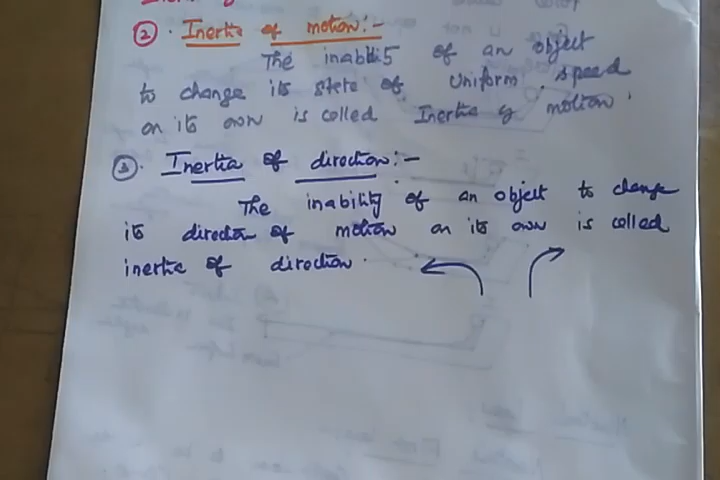 ② Inertia of motion:-
The inabili5 of an object
to change its state of uniform speed
on its own is called Inertia of motion.
③ Inertia of direction:-
The inability of an object to change
its direction of motion on its own is called
inertia of direction.